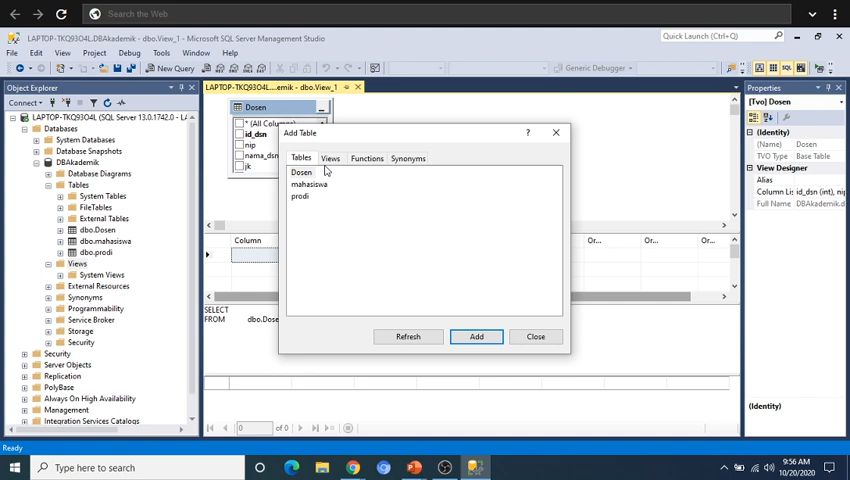 Search the Web
LAPTOP-TKQ93O4L.DBAkademik - dbo.View_1 - Microsoft SQL Server Management Studio
Quick Launch (Ctrl+Q)
File Edit View Project Debug Tools Window Help
New Query
Generic Debugger
Object Explorer
LAPTOP-TKQ93O4L....emik - dbo.View_1
Properties
Connect
[Tvo] Dosen
LAPTOP-TKQ93O4L (SQL Server 13.0.1742.0 - LAPTO
Databases
System Databases
Database Snapshots
DBAkademik
Database Diagrams
Tables
System Tables
FileTables
External Tables
dbo.Dosen
dbo.mahasiswa
dbo.prodi
Views
System Views
External Resources
Synonyms
Programmability
Service Broker
Storage
Security
Security
Server Objects
Replication
PolyBase
Always On High Availability
Management
Integration Services Catalogs
Dosen
* (All Columns)
id_dsn
nip
nama_dsn
jk
Column
Or... Or... Or...
SELECT
FROM dbo.Dose
of 0
Add Table
Tables Views Functions Synonyms
Dosen
mahasiswa
prodi
Refresh Add Close
(Identity)
(Name) Dosen
TVO Type Base Table
View Designer
Alias
Column Lis id_dsn (int), nip
Full Name DBAkademik.dbo
(Identity)
Ready
Type here to search
9:56 AM
10/20/2020